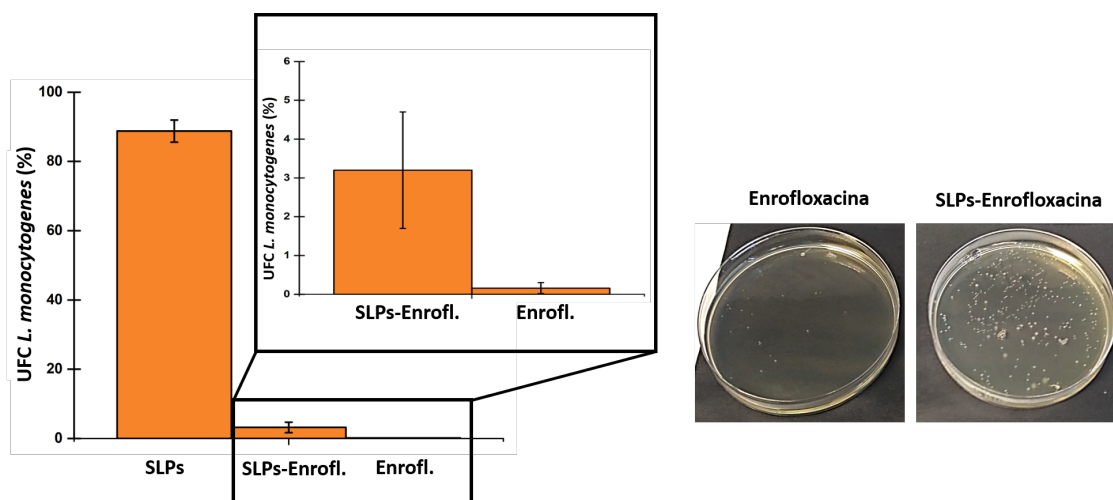 UFC L. monocytogenes (%)
100
80
60
40
20
0
SLPs
SLPs-Enrofl.
Enrofl.
UFC L. monocytogenes (%)
6
5
4
3
2
1
0
SLPs-Enrofl.
Enrofl.
Enrofloxacina
SLPs-Enrofloxacina